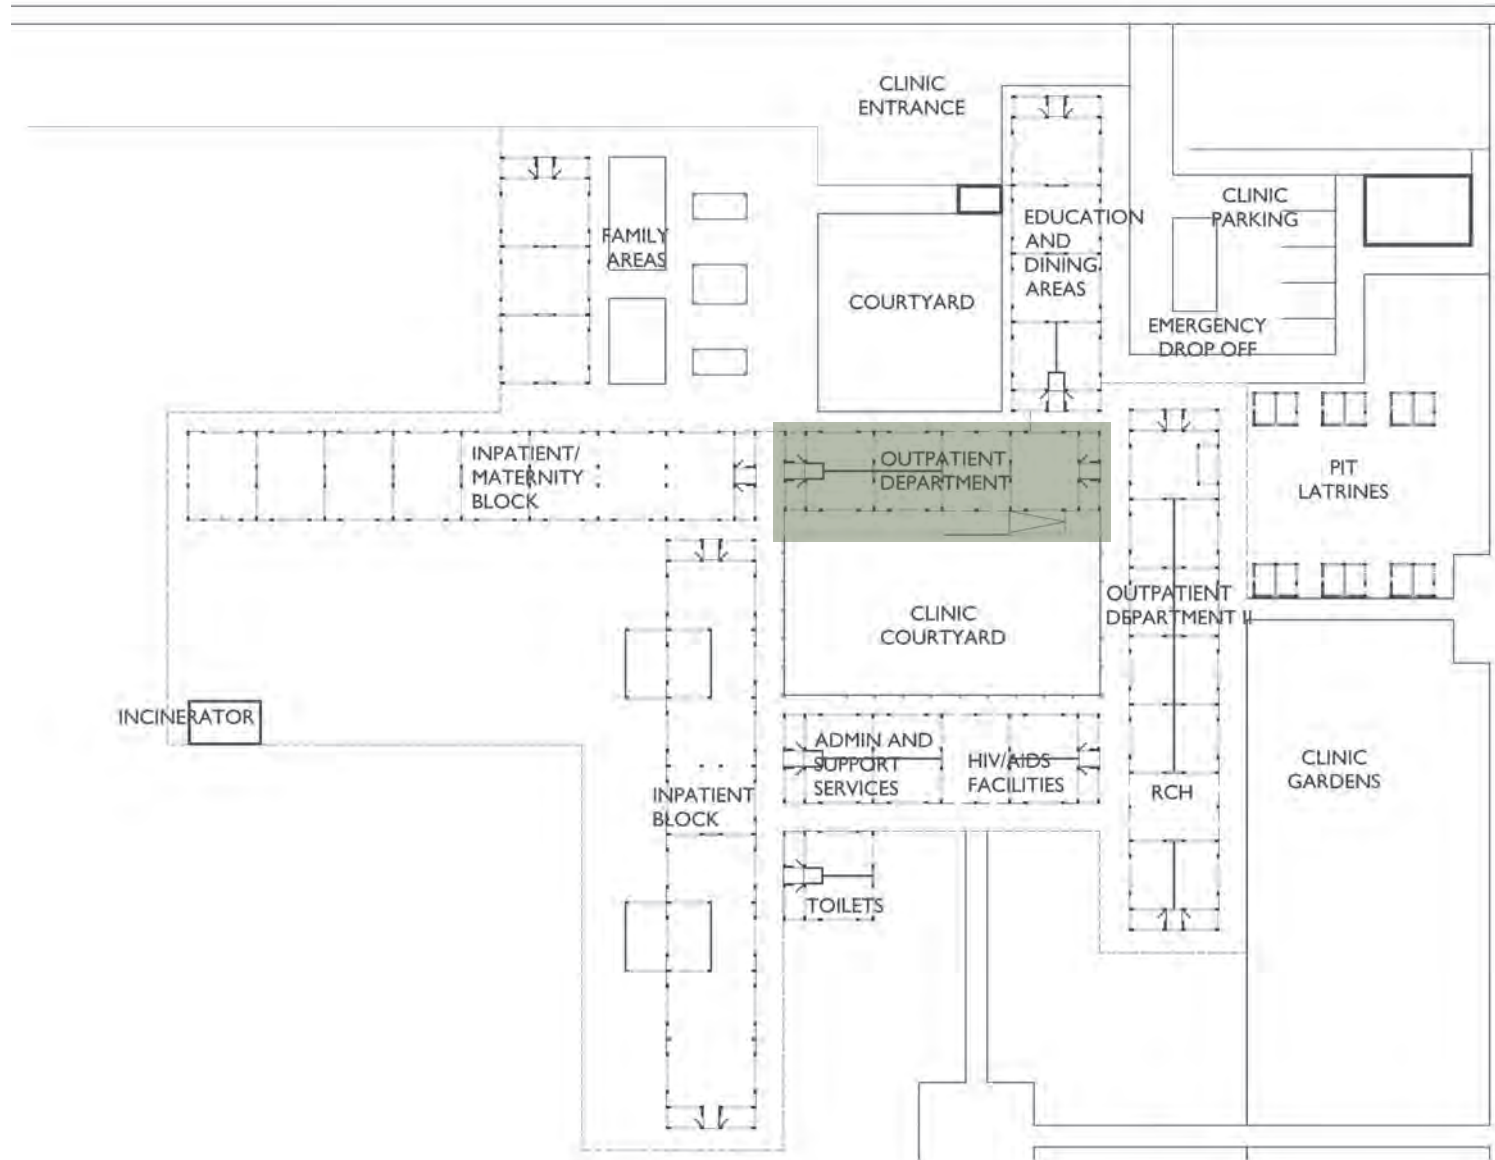 CLINIC
ENTRANCE
CLINIC
PARKING
EDUCATION
AND
DINING
AREAS
FAMILY
AREAS
COURTYARD
EMERGENCY
DROP OFF
INPATIENT/
MATERNITY
BLOCK
OUTPATIENT
DEPARTMENT
PIT
LATRINES
OUTPATIENT
DEPARTMENT II
CLINIC
COURTYARD
INCINERATOR
ADMIN AND
SUPPORT
SERVICES
HIV/AIDS
FACILITIES
CLINIC
GARDENS
INPATIENT
BLOCK
RCH
TOILETS